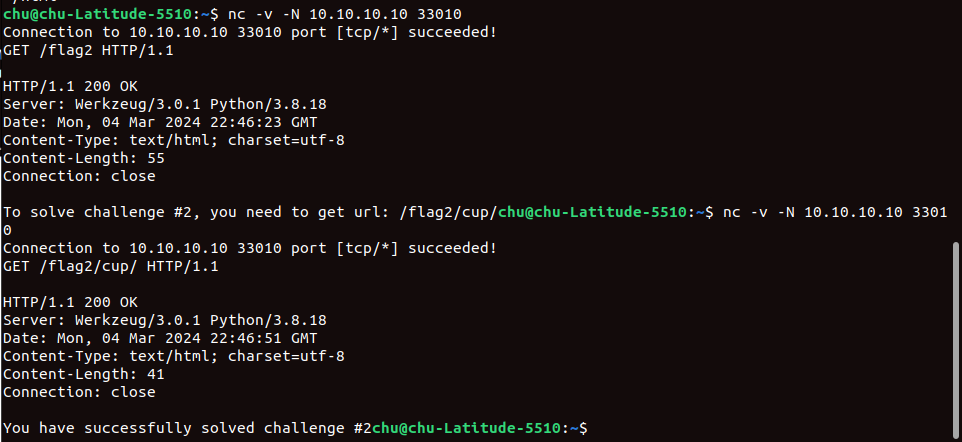 chu@chu-Latitude-5510:~$ nc -v -N 10.10.10.10 33010
Connection to 10.10.10.10 33010 port [tcp/*] succeeded!
GET /flag2 HTTP/1.1
HTTP/1.1 200 OK
Server: Werkzeug/3.0.1 Python/3.8.18
Date: Mon, 04 Mar 2024 22:46:23 GMT
Content-Type: text/html; charset=utf-8
Content-Length: 55
Connection: close
To solve challenge #2, you need to get url: /flag2/cup/chu@chu-Latitude-5510:~$ nc -v -N 10.10.10.10 3301
0
Connection to 10.10.10.10 33010 port [tcp/*] succeeded!
GET /flag2/cup/ HTTP/1.1
HTTP/1.1 200 OK
Server: Werkzeug/3.0.1 Python/3.8.18
Date: Mon, 04 Mar 2024 22:46:51 GMT
Content-Type: text/html; charset=utf-8
Content-Length: 41
Connection: close
You have successfully solved challenge #2chu@chu-Latitude-5510:~$